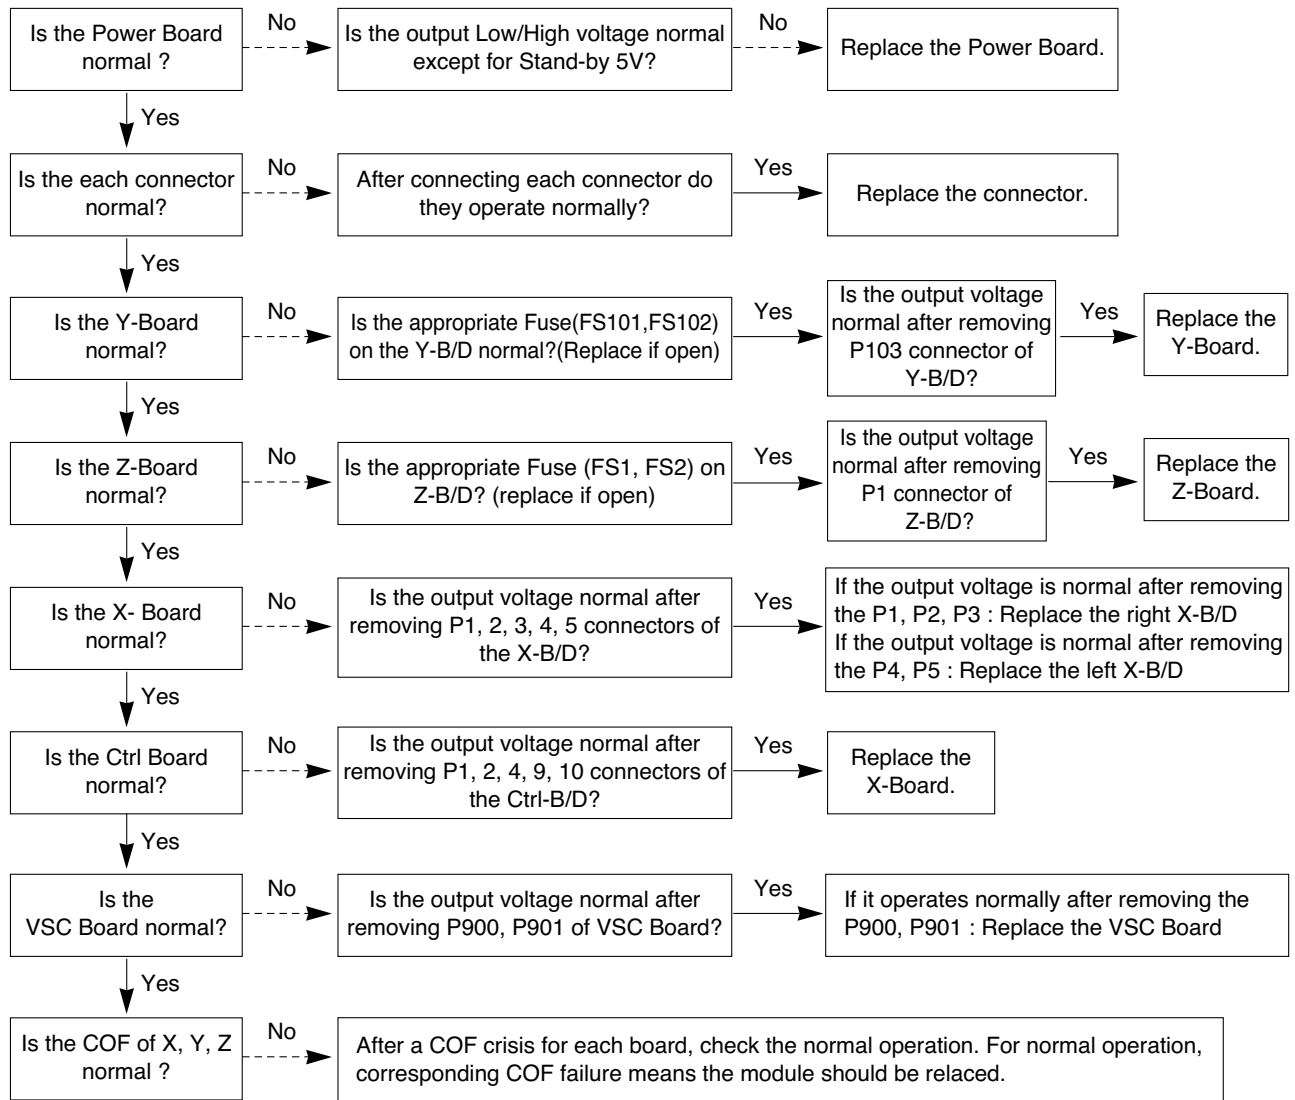 Is the Power Board
normal ?
No
Is the output Low/High voltage normal
except for Stand-by 5V?
No
Replace the Power Board.
Yes
Is the each connector
normal?
No
After connecting each connector do
they operate normally?
Yes
Replace the connector.
Yes
Is the Y-Board
normal?
No
Is the appropriate Fuse(FS101,FS102)
on the Y-B/D normal?(Replace if open)
Yes
Is the output voltage
normal after removing
P103 connector of
Y-B/D?
Yes
Replace the
Y-Board.
Yes
Is the Z-Board
normal?
No
Is the appropriate Fuse (FS1, FS2) on
Z-B/D? (replace if open)
Yes
Is the output voltage
normal after removing
P1 connector of
Z-B/D?
Yes
Replace the
Z-Board.
Yes
Is the X- Board
normal?
No
Is the output voltage normal after
removing P1, 2, 3, 4, 5 connectors of
the X-B/D?
Yes
If the output voltage is normal after removing
the P1, P2, P3 : Replace the right X-B/D
If the output voltage is normal after removing
the P4, P5 : Replace the left X-B/D
Yes
Is the Ctrl Board
normal?
No
Is the output voltage normal after
removing P1, 2, 4, 9, 10 connectors of
the Ctrl-B/D?
Yes
Replace the
X-Board.
Yes
Is the
VSC Board normal?
No
Is the output voltage normal after
removing P900, P901 of VSC Board?
Yes
If it operates normally after removing the
P900, P901 : Replace the VSC Board
Yes
Is the COF of X, Y, Z
normal ?
No
After a COF crisis for each board, check the normal operation. For normal operation,
corresponding COF failure means the module should be relaced.